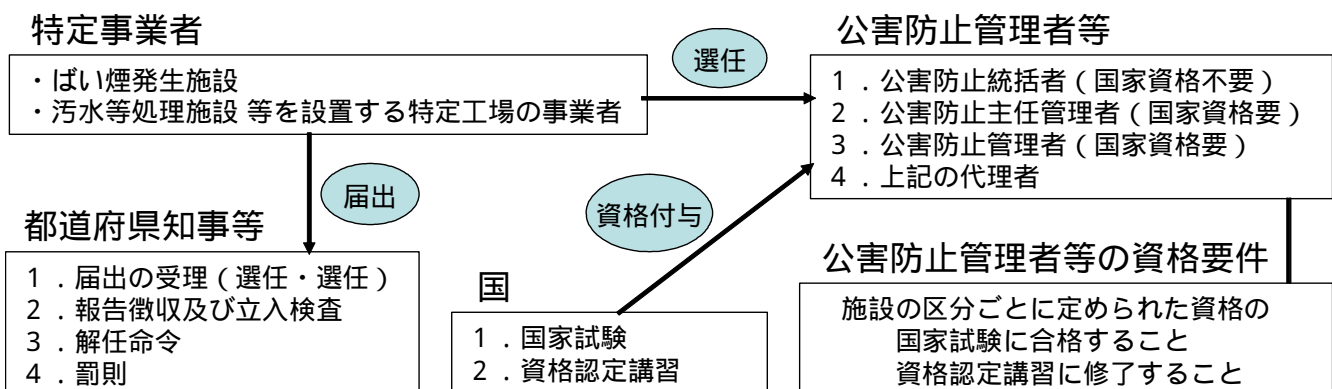 特定事業者
・ばい煙発生施設
・汚水等処理施設 等を設置する特定工場の事業者
選任
公害防止管理者等
1．公害防止統括者(国家資格不要)
2．公害防止主任管理者(国家資格要)
3．公害防止管理者(国家資格要)
4．上記の代理者
届出
資格付与
都道府県知事等
1．届出の受理(選任・選任)
2．報告徴収及び立入検査
3．解任命令
4．罰則
国
1．国家試験
2．資格認定講習
公害防止管理者等の資格要件
施設の区分ごとに定められた資格の
国家試験に合格すること
資格認定講習に修了すること